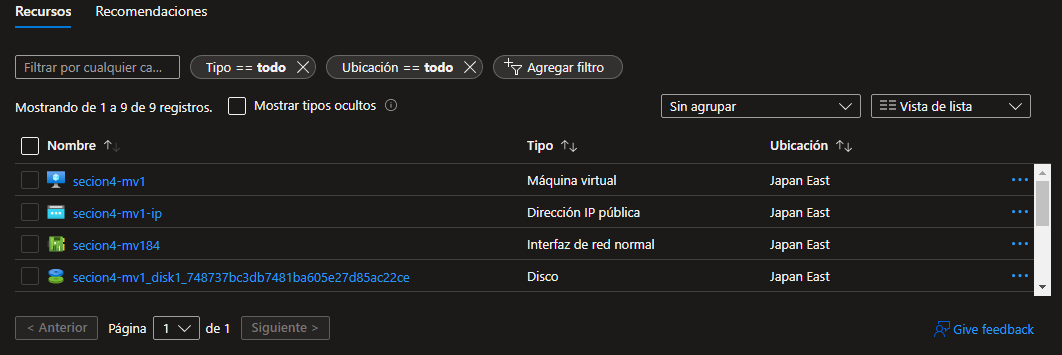 Recursos Recomendaciones
Filtrar por cualquier ca... Tipo == todo Ubicación == todo Agregar filtro
Mostrando de 1 a 9 de 9 registros. Mostrar tipos ocultos Sin agrupar Vista de lista
Nombre Tipo Ubicación
secion4-mv1 Máquina virtual Japan East
secion4-mv1-ip Dirección IP pública Japan East
secion4-mv184 Interfaz de red normal Japan East
secion4-mv1_disk1_748737bc3db7481ba605e27d85ac22ce Disco Japan East
< Anterior Página 1 de 1 Siguiente > Give feedback